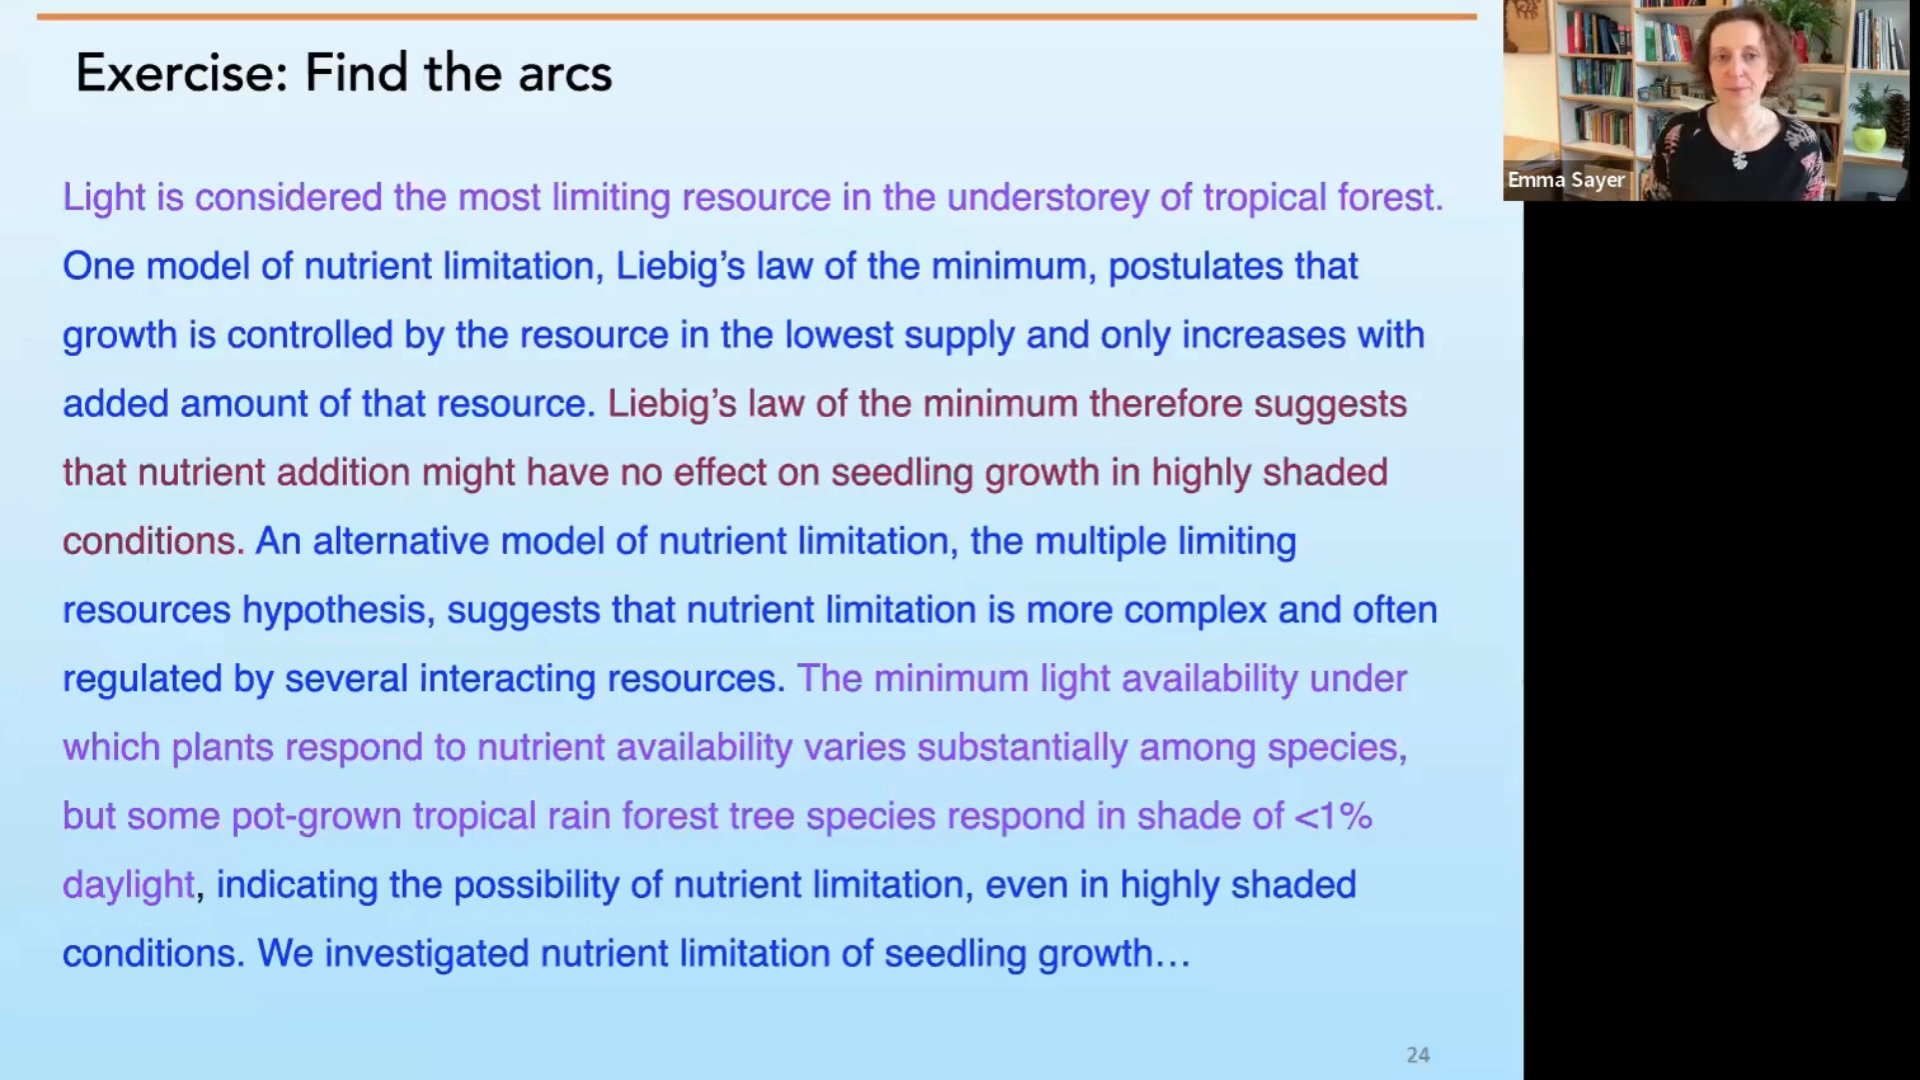 Exercise: Find the arcs
Emma Sayer
Light is considered the most limiting resource in the understorey of tropical forest.
One model of nutrient limitation, Liebig’s law of the minimum, postulates that
growth is controlled by the resource in the lowest supply and only increases with
added amount of that resource. Liebig’s law of the minimum therefore suggests
that nutrient addition might have no effect on seedling growth in highly shaded
conditions. An alternative model of nutrient limitation, the multiple limiting
resources hypothesis, suggests that nutrient limitation is more complex and often
regulated by several interacting resources. The minimum light availability under
which plants respond to nutrient availability varies substantially among species,
but some pot-grown tropical rain forest tree species respond in shade of <1%
daylight, indicating the possibility of nutrient limitation, even in highly shaded
conditions. We investigated nutrient limitation of seedling growth…
24